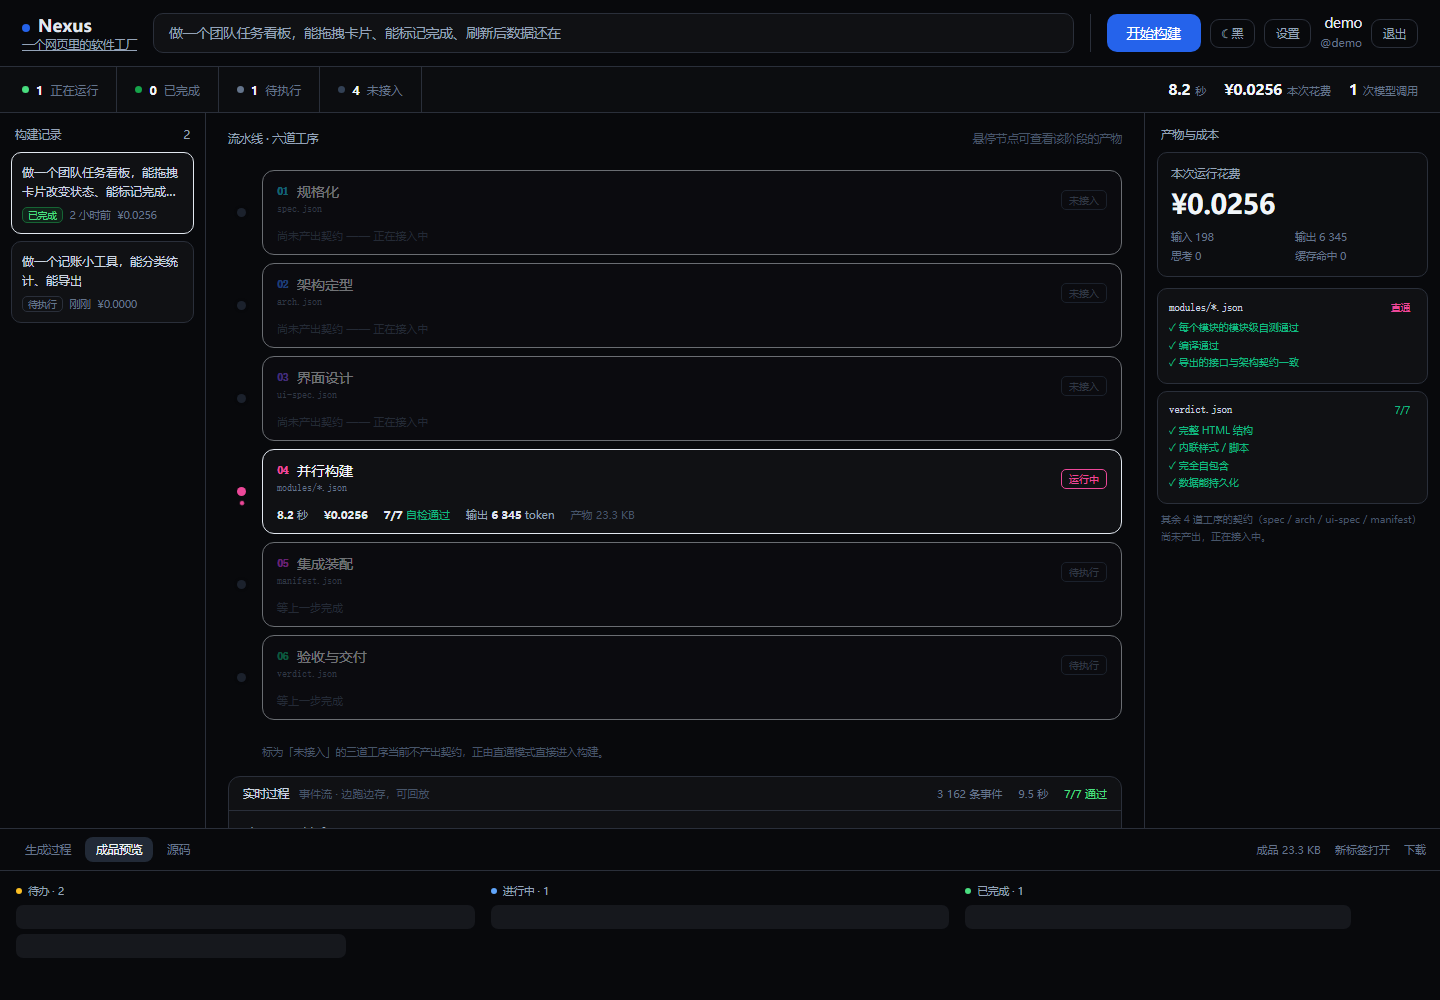 Nexus
一个网页里的软件工厂
做一个团队任务看板，能拖拽卡片、能标记完成、刷新后数据还在
开始构建
黑
设置
demo
@demo
退出
1 正在运行
0 已完成
1 待执行
4 未接入
8.2 秒
¥0.0256 本次花费
1 次模型调用
构建记录
2
做一个团队任务看板，能拖拽
卡片改变状态、能标记完成...
已完成 2 小时前 ¥0.0256
做一个记账小工具，能分类统
计、能导出
待执行 刚刚 ¥0.0000
流水线 · 六道工序
悬停节点可查看该阶段的产物
01 规格化
spec.json
未接入
尚未产出契约 —— 正在接入中
02 架构定型
arch.json
未接入
尚未产出契约 —— 正在接入中
03 界面设计
ui-spec.json
未接入
尚未产出契约 —— 正在接入中
04 并行构建
modules/*.json
运行中
8.2 秒 ¥0.0256 7/7 自检通过 输出 6 345 token 产物 23.3 KB
05 集成装配
manifest.json
待执行
等上一步完成
06 验收与交付
verdict.json
待执行
等上一步完成
标为「未接入」的三道工序当前不产出契约，正由直通模式直接进入构建。
实时过程 事件流 · 边跑边存，可回放
3 162 条事件 9.5 秒 7/7 通过
产物与成本
本次运行花费
¥0.0256
输入 198
输出 6 345
思考 0
缓存命中 0
modules/*.json
直通
✓ 每个模块的模块级自测通过
✓ 编译通过
✓ 导出的接口与架构契约一致
verdict.json
7/7
✓ 完整 HTML 结构
✓ 内联样式 / 脚本
✓ 完全自包含
✓ 数据能持久化
其余 4 道工序的契约（spec / arch / ui-spec / manifest）
尚未产出，正在接入中。
生成过程
成品预览
源码
成品 23.3 KB
新标签打开
下载
待办 · 2
进行中 · 1
已完成 · 1